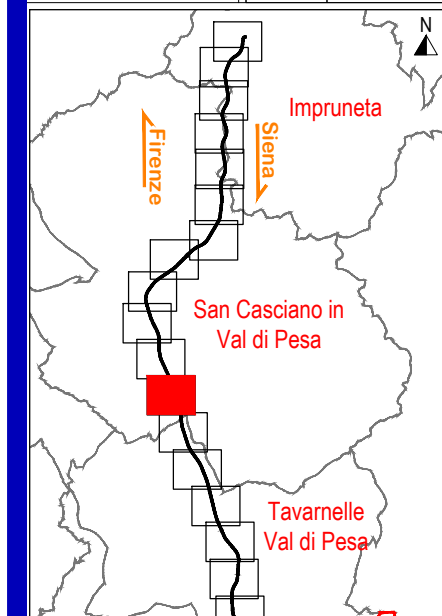 N
Impruneta
Firenze
Siena
San Casciano in
Val di Pesa
Tavarnelle
Val di Pesa